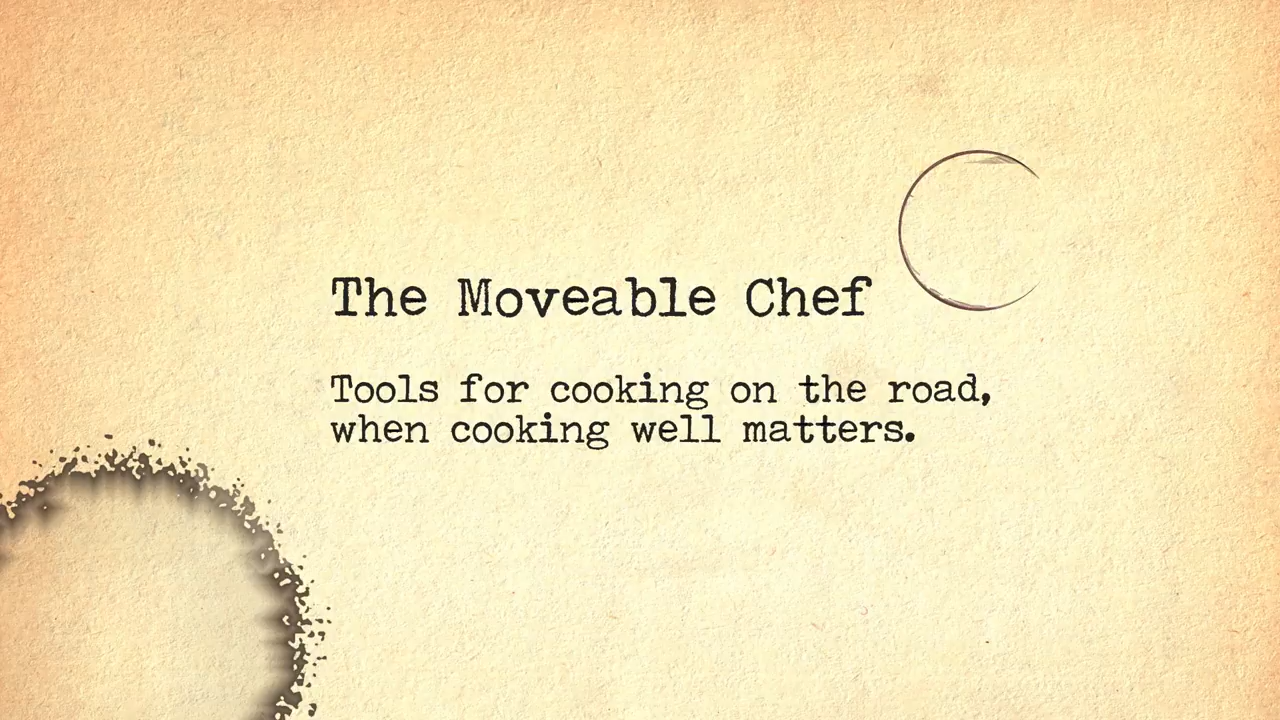 The Moveable Chef
Tools for cooking on the road,
when cooking well matters.